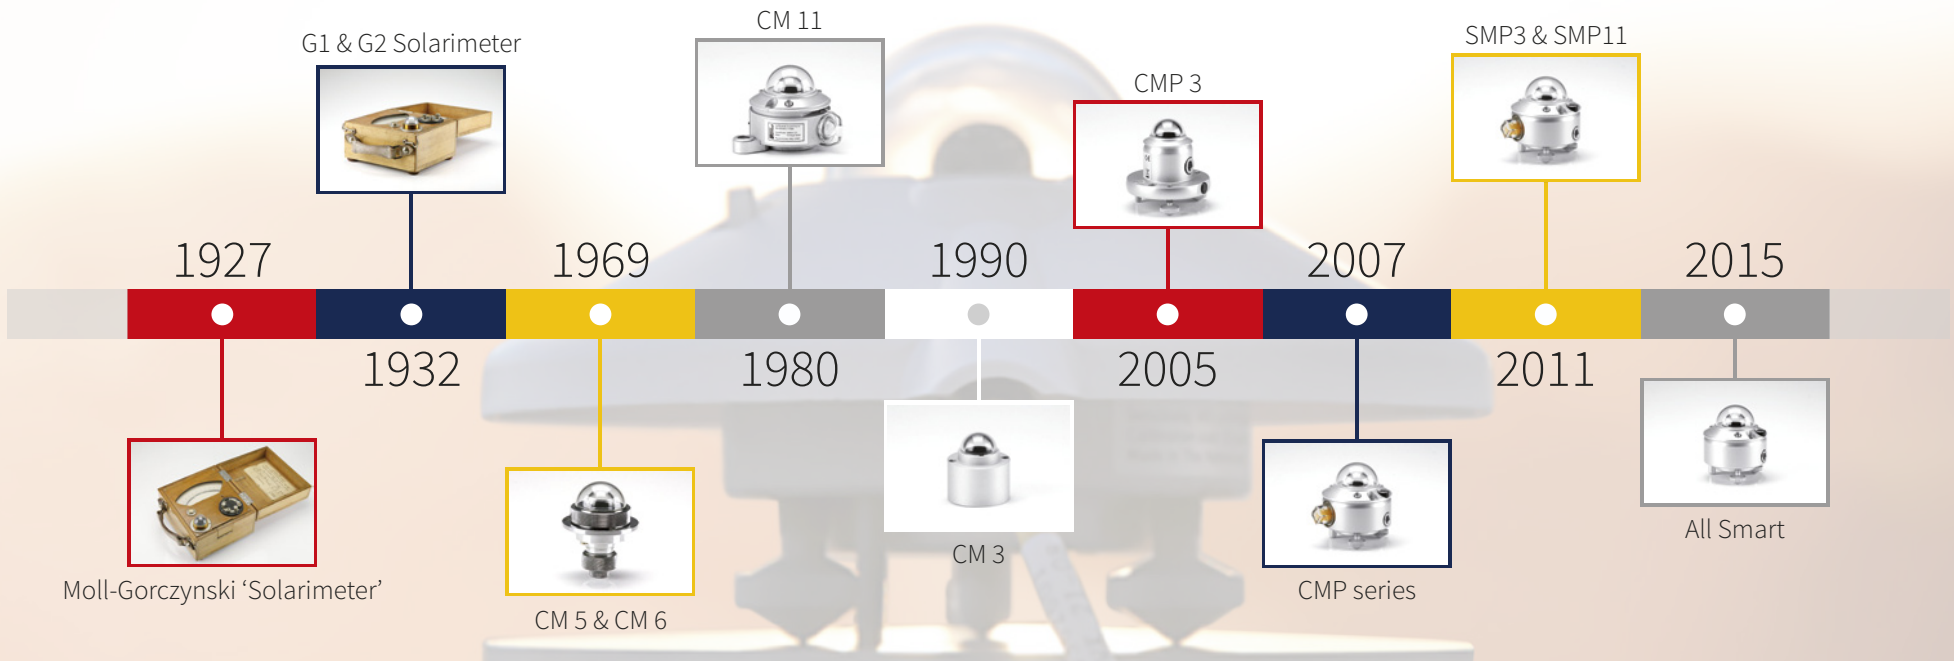 CM 11
SMP3 & SMP11
G1 & G2 Solarimeter
CMP 3
1927
1969
1990
2007
2015
1932
1980
2005
2011
All Smart
CM 3
Moll-Gorczynski ‘Solarimeter’
CMP series
CM 5 & CM 6